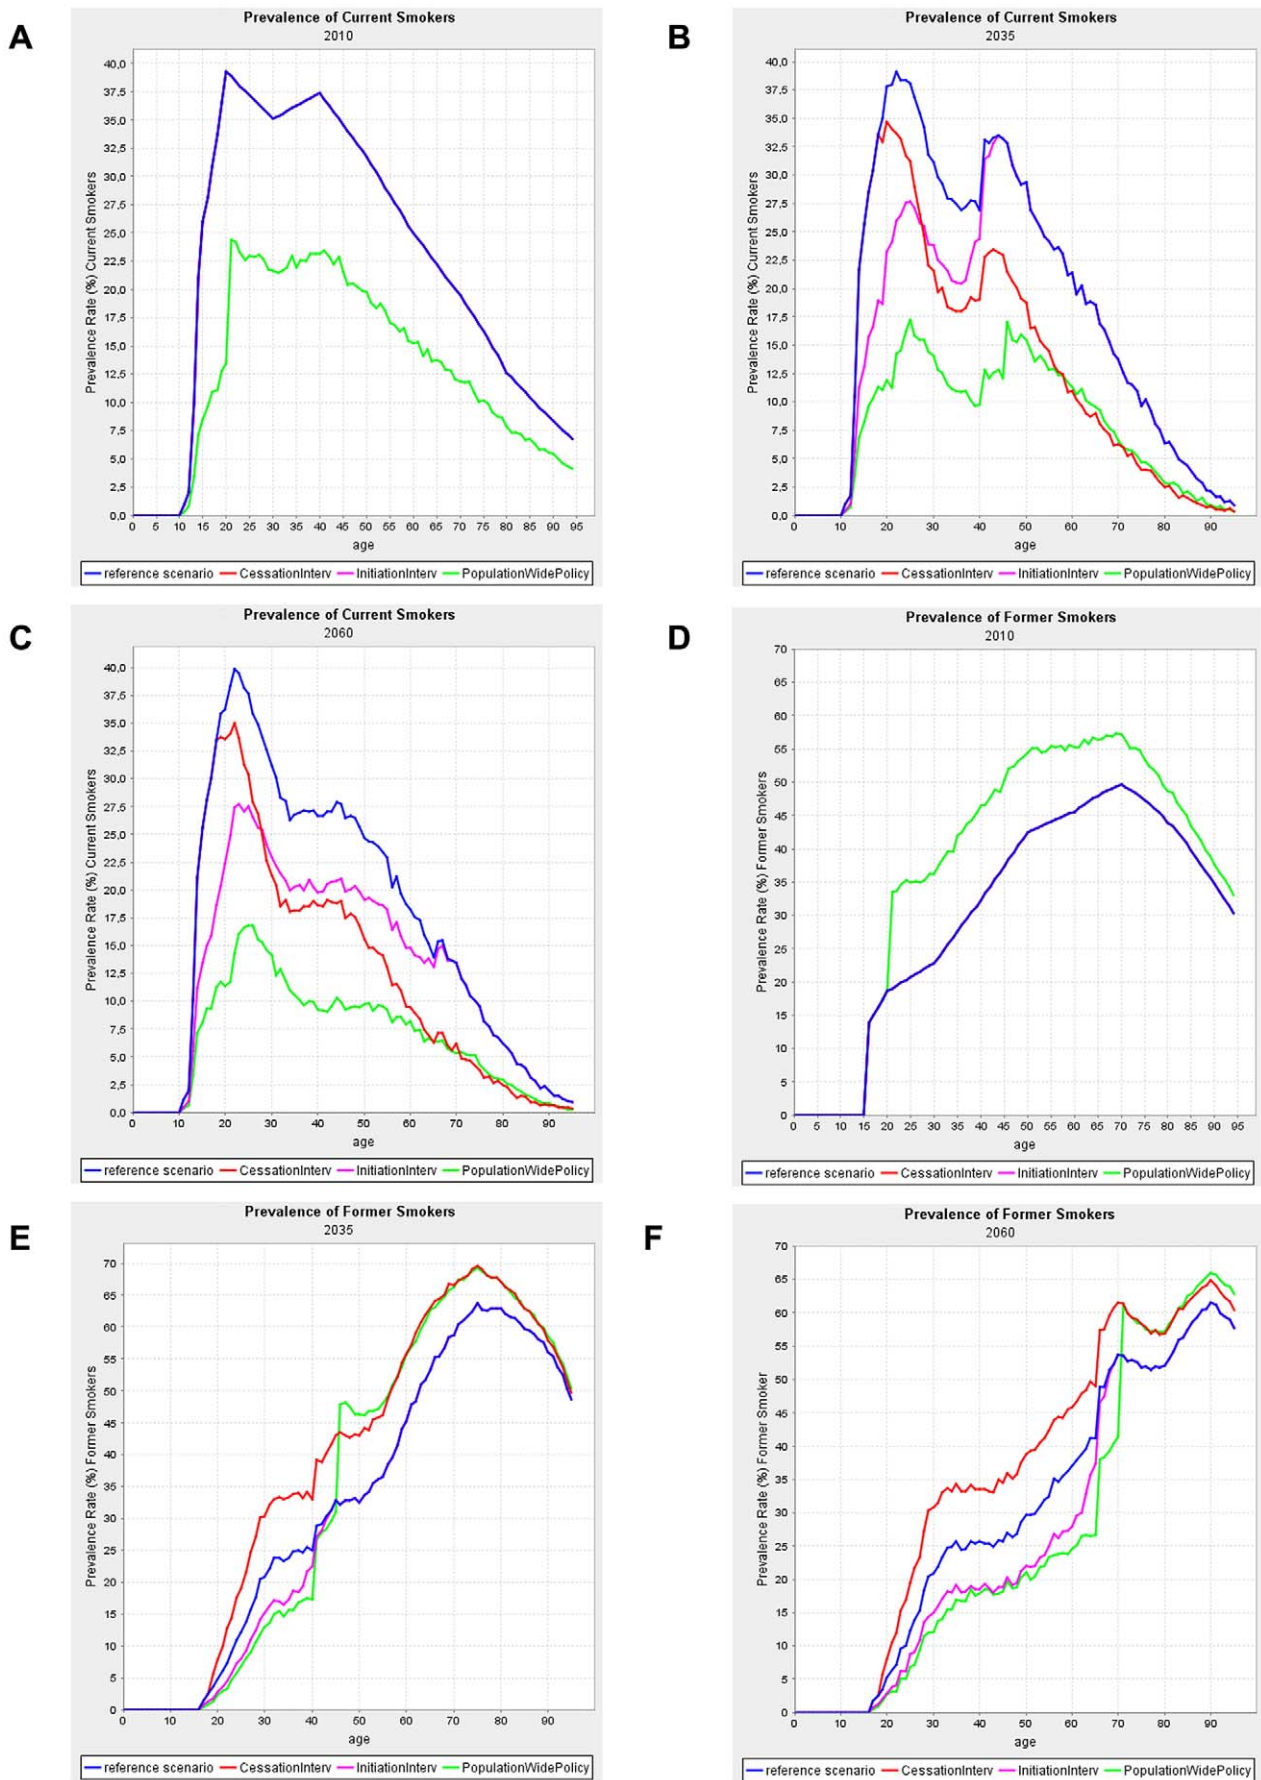 A
Prevalence of Current Smokers
2010
Prevalence Rate (%) Current Smokers
40,0
37,5
35,0
32,5
30,0
27,5
25,0
22,5
20,0
17,5
15,0
12,5
10,0
7,5
5,0
2,5
0,0
0 5 10 15 20 25 30 35 40 45 50 55 60 65 70 75 80 85 90 95
age
reference scenario CessationInterv InitiationInterv PopulationWidePolicy
B
Prevalence of Current Smokers
2035
Prevalence Rate (%) Current Smokers
40,0
37,5
35,0
32,5
30,0
27,5
25,0
22,5
20,0
17,5
15,0
12,5
10,0
7,5
5,0
2,5
0,0
0 10 20 30 40 50 60 70 80 90
age
reference scenario CessationInterv InitiationInterv PopulationWidePolicy
C
Prevalence of Current Smokers
2060
Prevalence Rate (%) Current Smokers
40,0
37,5
35,0
32,5
30,0
27,5
25,0
22,5
20,0
17,5
15,0
12,5
10,0
7,5
5,0
2,5
0,0
0 10 20 30 40 50 60 70 80 90
age
reference scenario CessationInterv InitiationInterv PopulationWidePolicy
D
Prevalence of Former Smokers
2010
Prevalence Rate (%) Former Smokers
70
65
60
55
50
45
40
35
30
25
20
15
10
5
0
0 5 10 15 20 25 30 35 40 45 50 55 60 65 70 75 80 85 90 95
age
reference scenario CessationInterv InitiationInterv PopulationWidePolicy
E
Prevalence of Former Smokers
2035
Prevalence Rate (%) Former Smokers
70
65
60
55
50
45
40
35
30
25
20
15
10
5
0
0 10 20 30 40 50 60 70 80 90
age
reference scenario CessationInterv InitiationInterv PopulationWidePolicy
F
Prevalence of Former Smokers
2060
Prevalence Rate (%) Former Smoker
70
65
60
55
50
45
40
35
30
25
20
15
10
5
0
0 10 20 30 40 50 60 70 80 90
age
reference scenario CessationInterv InitiationInterv PopulationWidePolicy